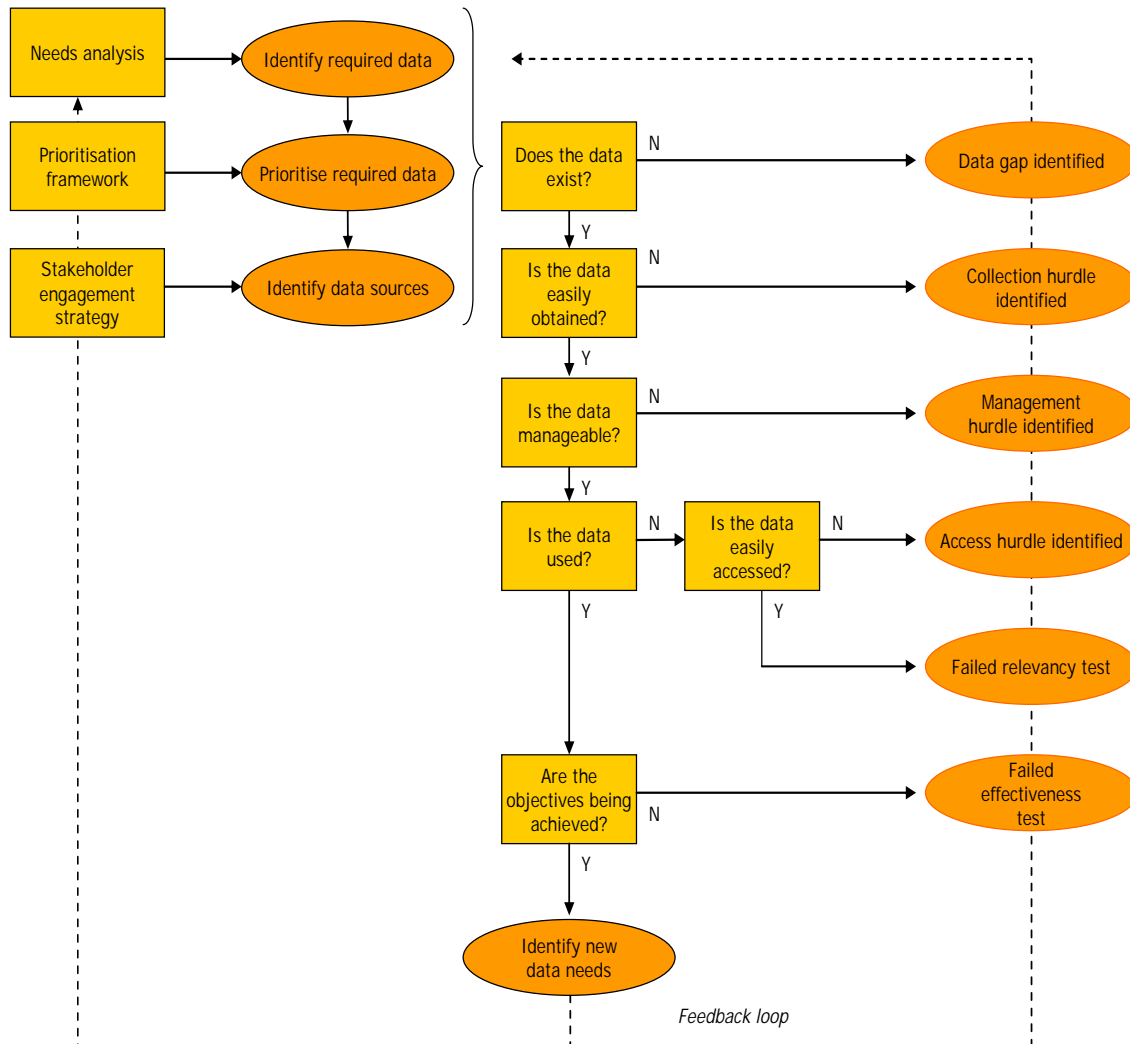 Needs analysis
Identify required data
Prioritisation
framework
Prioritise required data
Stakeholder
engagement
strategy
Identify data sources
Does the data
exist?
N
Data gap identified
Y
Is the data
easily
obtained?
N
Collection hurdle
identified
Y
Is the data
manageable?
N
Management
hurdle identified
Y
Is the data
used?
N
Is the data
easily
accessed?
N
Access hurdle identified
Y
Y
Failed relevancy test
Are the
objectives being
achieved?
N
Failed
effectiveness
test
Y
Identify new
data needs
Feedback loop